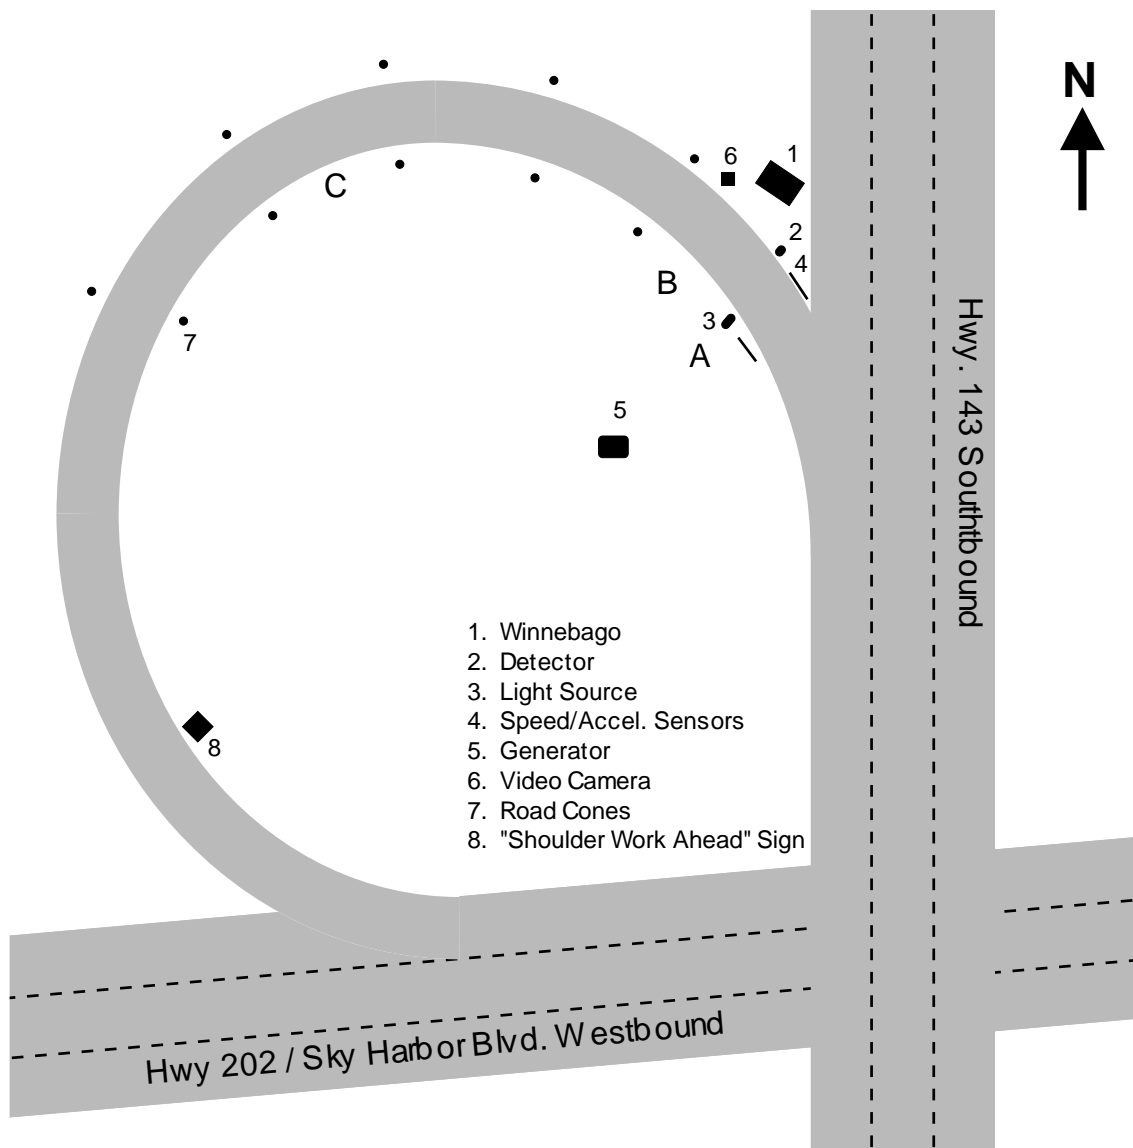 N
6
1
C
2
4
B
3
7
A
5
Hwy. 143 Southtbound
1. Winnebago
2. Detector
3. Light Source
4. Speed/Accel. Sensors
5. Generator
6. Video Camera
7. Road Cones
8. "Shoulder Work Ahead" Sign
8
Hwy 202 / Sky Harbor Blvd. Westbound